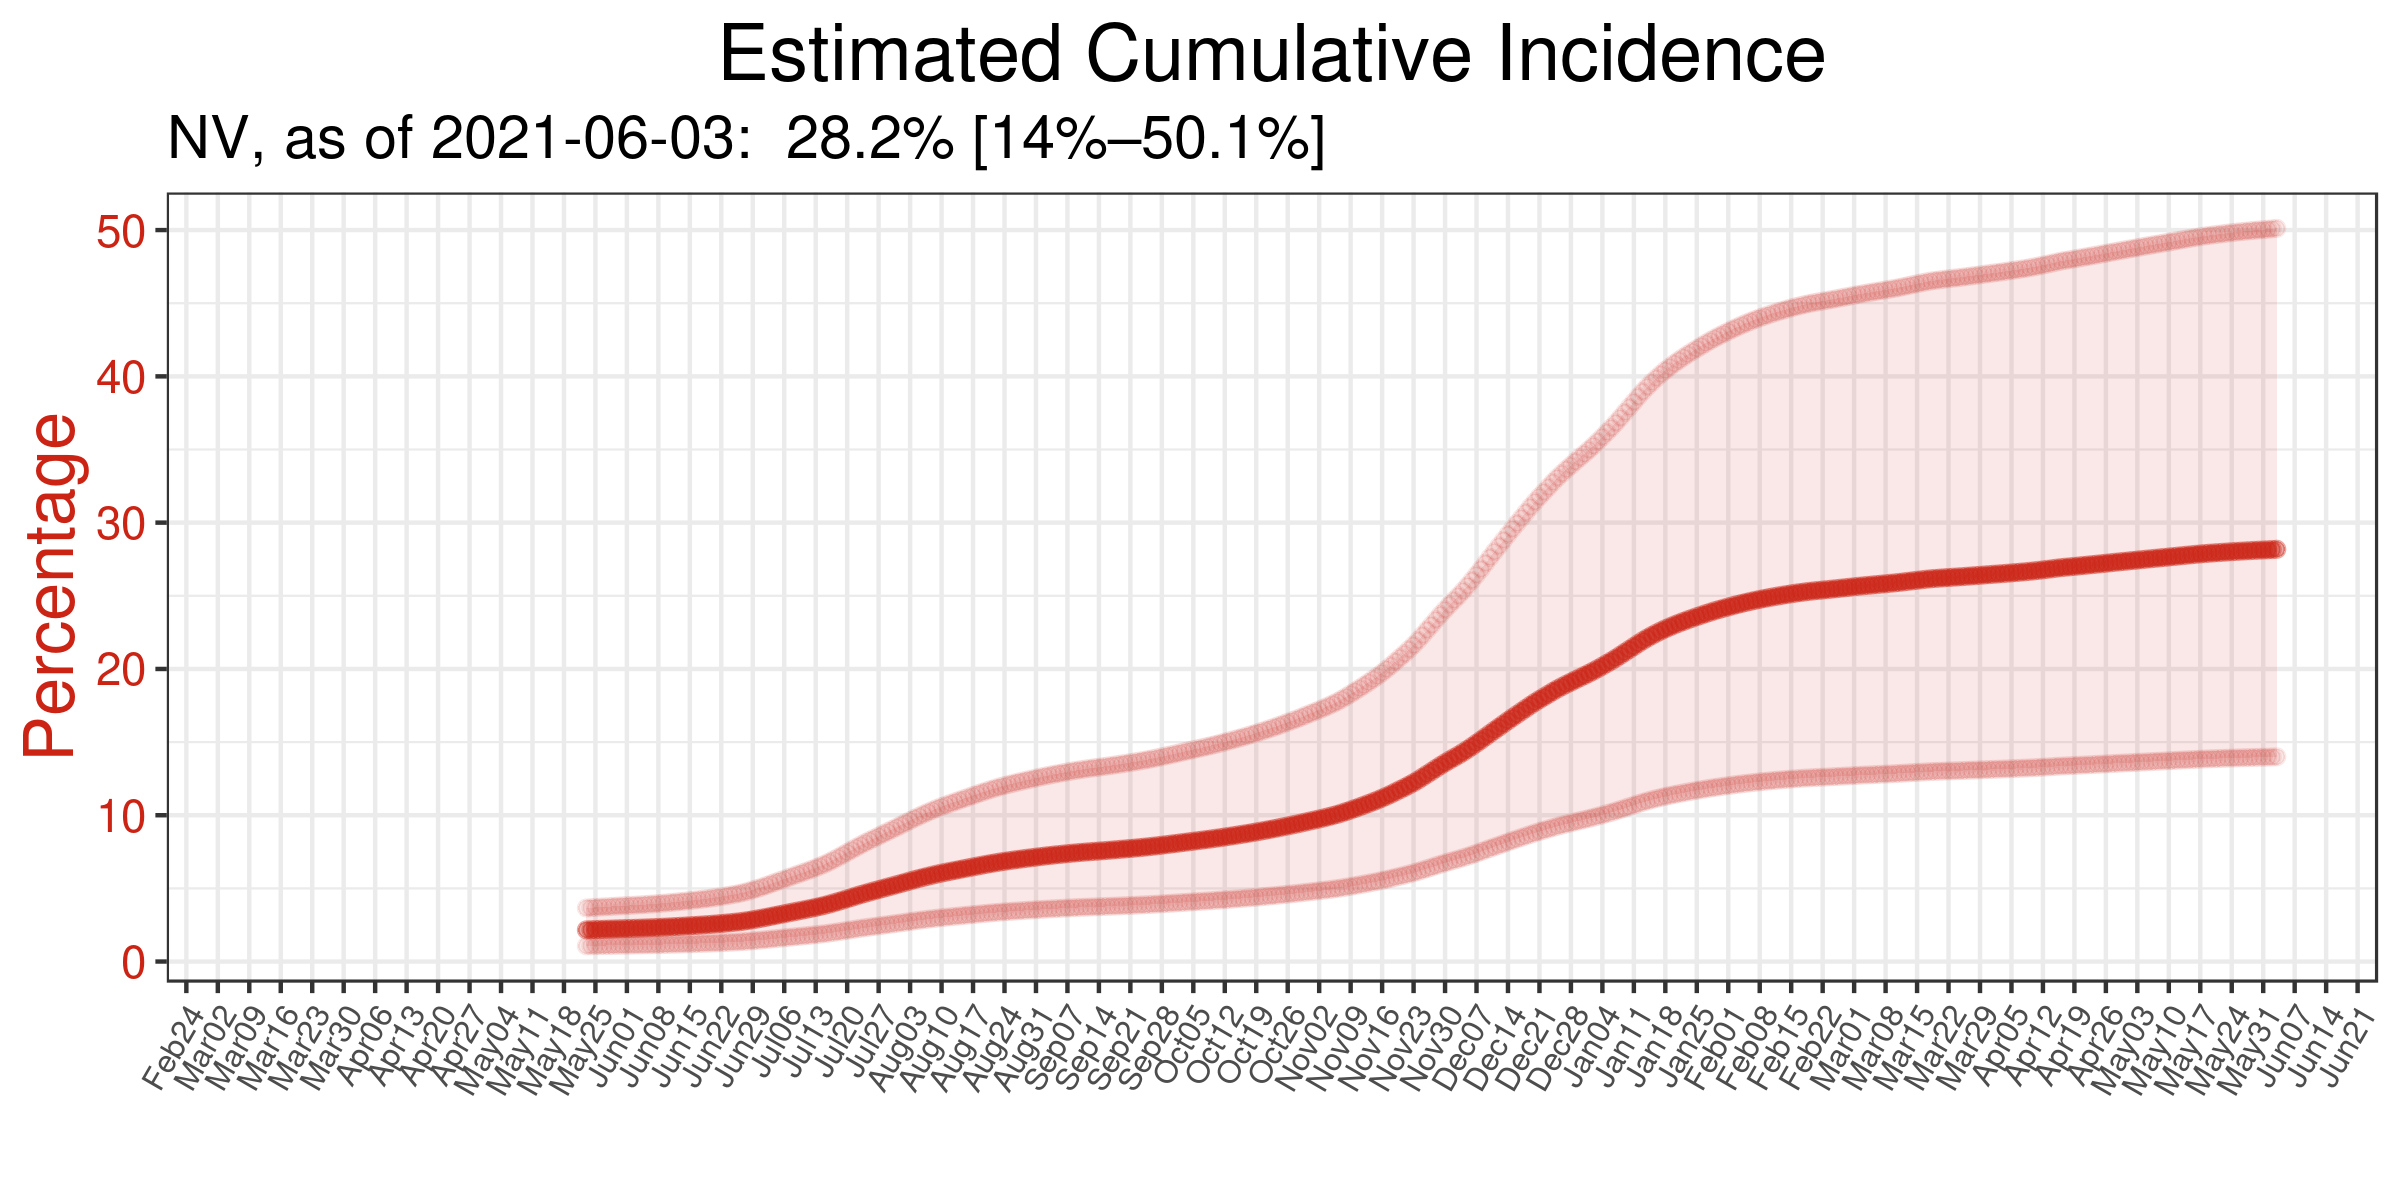 Estimated Cumulative Incidence
NV, as of 2021-06-03:  28.2% [14%–50.1%]
Percentage
50
40
30
20
10
0
Feb24
Mar02
Mar09
Mar16
Mar23
Mar30
Apr06
Apr13
Apr20
Apr27
May04
May11
May18
May25
Jun01
Jun08
Jun15
Jun22
Jun29
Jul06
Jul13
Jul20
Jul27
Aug03
Aug10
Aug17
Aug24
Aug31
Sep07
Sep14
Sep21
Sep28
Oct05
Oct12
Oct19
Oct26
Nov02
Nov09
Nov16
Nov23
Nov30
Dec07
Dec14
Dec21
Dec28
Jan04
Jan11
Jan18
Jan25
Feb01
Feb08
Feb15
Feb22
Mar01
Mar08
Mar15
Mar22
Mar29
Apr05
Apr12
Apr19
Apr26
May03
May10
May17
May24
May31
Jun07
Jun14
Jun21